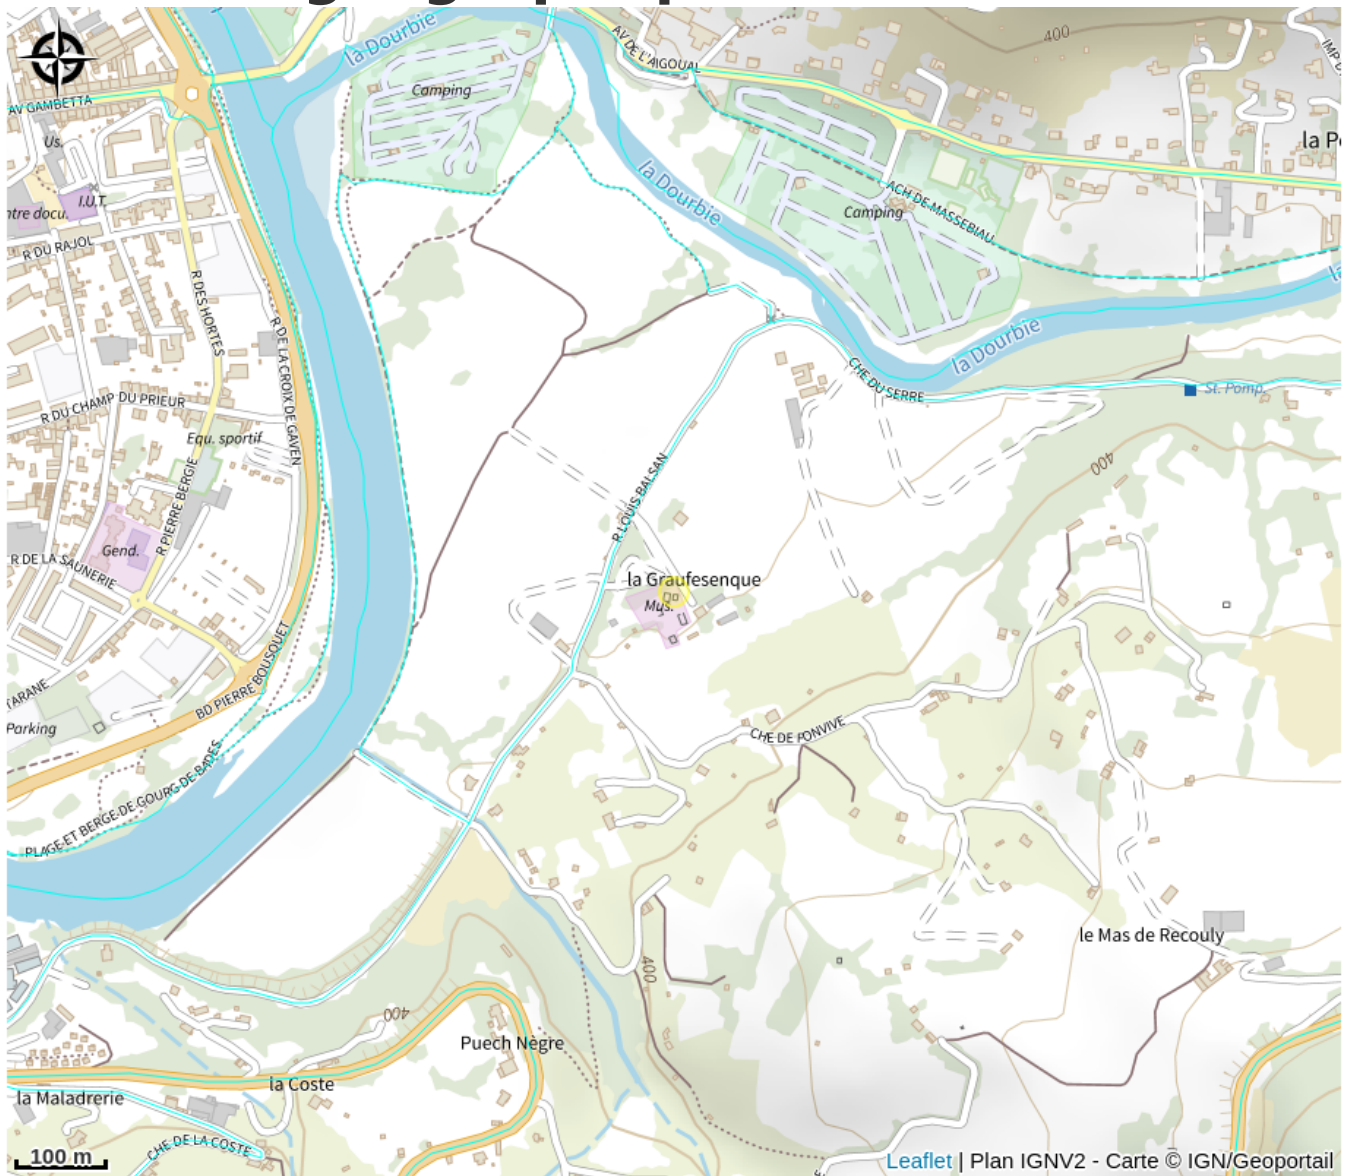 la Dourbie
AV DE L'AIGOUAL
400
Camping
AV GAMBETTA
Us.
la Dourbie
I.U.T.
ACH DE MASSEBIAU
Camping
R DU RAJOL
R DES HORTES
R DE LA CROIX DE GAVEN
la Dourbie
CHE DU SERRE
St. Pomp.
R DU CHAMP DU PRIEUR
Equ. sportif
400
R LOUIS BALSAN
R PIERRE BERGIE
Gend.
R DE LA SAUNERIE
la Graufesenque
Mus.
BD PIERRE BOUSQUET
TARANE
Parking
CHE DE PONVIVE
PLAGE ET BERGE DE GOURG DE BADES
le Mas de Recouly
400
400
Puech Nègre
la Coste
la Maladrerie
CHE DE LA COSTE
100 m
Leaflet | Plan IGNV2 - Carte © IGN/Geoportail